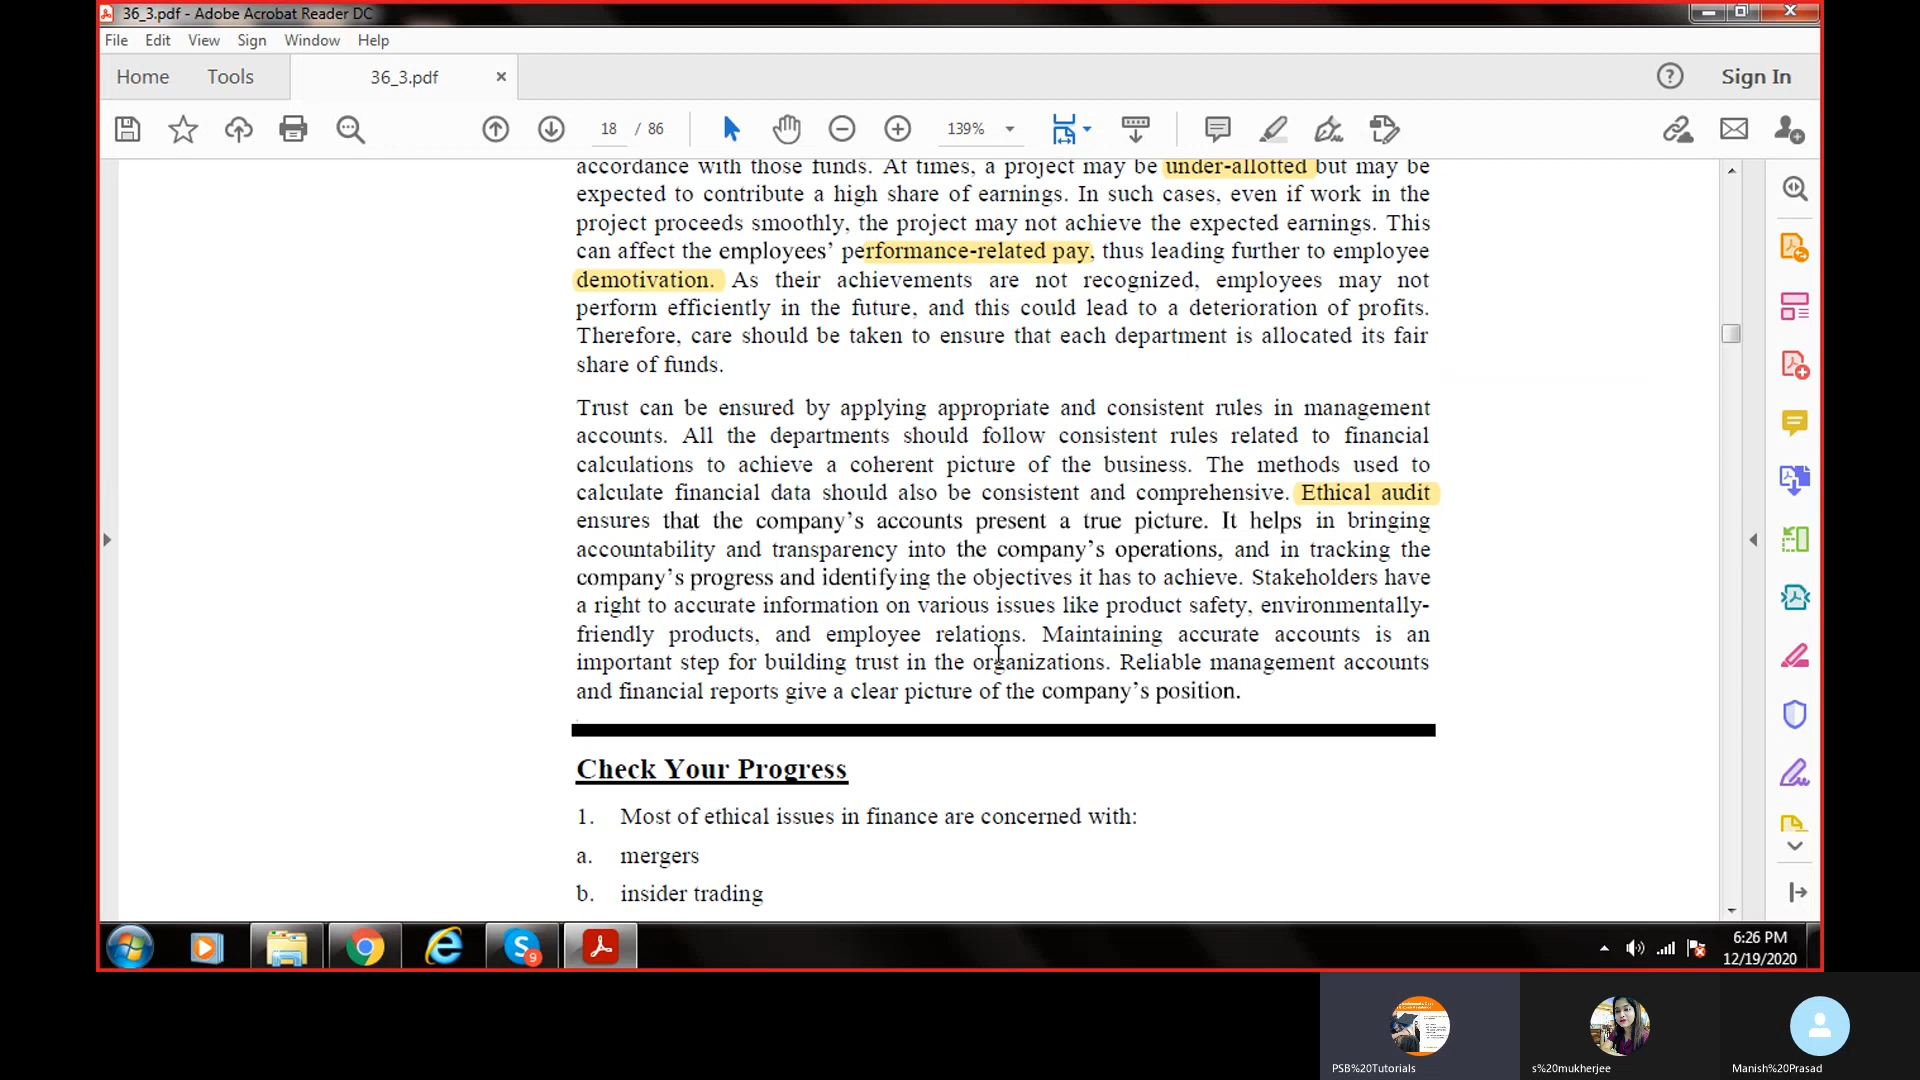 36_3.pdf - Adobe Acrobat Reader DC
File Edit View Sign Window Help
Home Tools 36_3.pdf × Sign In
18 / 86 139%
accordance with those funds. At times, a project may be under-allotted but may be
expected to contribute a high share of earnings. In such cases, even if work in the
project proceeds smoothly, the project may not achieve the expected earnings. This
can affect the employees’ performance-related pay, thus leading further to employee
demotivation. As their achievements are not recognized, employees may not
perform efficiently in the future, and this could lead to a deterioration of profits.
Therefore, care should be taken to ensure that each department is allocated its fair
share of funds.
Trust can be ensured by applying appropriate and consistent rules in management
accounts. All the departments should follow consistent rules related to financial
calculations to achieve a coherent picture of the business. The methods used to
calculate financial data should also be consistent and comprehensive. Ethical audit
ensures that the company’s accounts present a true picture. It helps in bringing
accountability and transparency into the company’s operations, and in tracking the
company’s progress and identifying the objectives it has to achieve. Stakeholders have
a right to accurate information on various issues like product safety, environmentally-
friendly products, and employee relations. Maintaining accurate accounts is an
important step for building trust in the organizations. Reliable management accounts
and financial reports give a clear picture of the company’s position.
Check Your Progress
1. Most of ethical issues in finance are concerned with:
a. mergers
b. insider trading
9
6:26 PM
12/19/2020
PSB%20Tutorials s%20mukherjee Manish%20Prasad